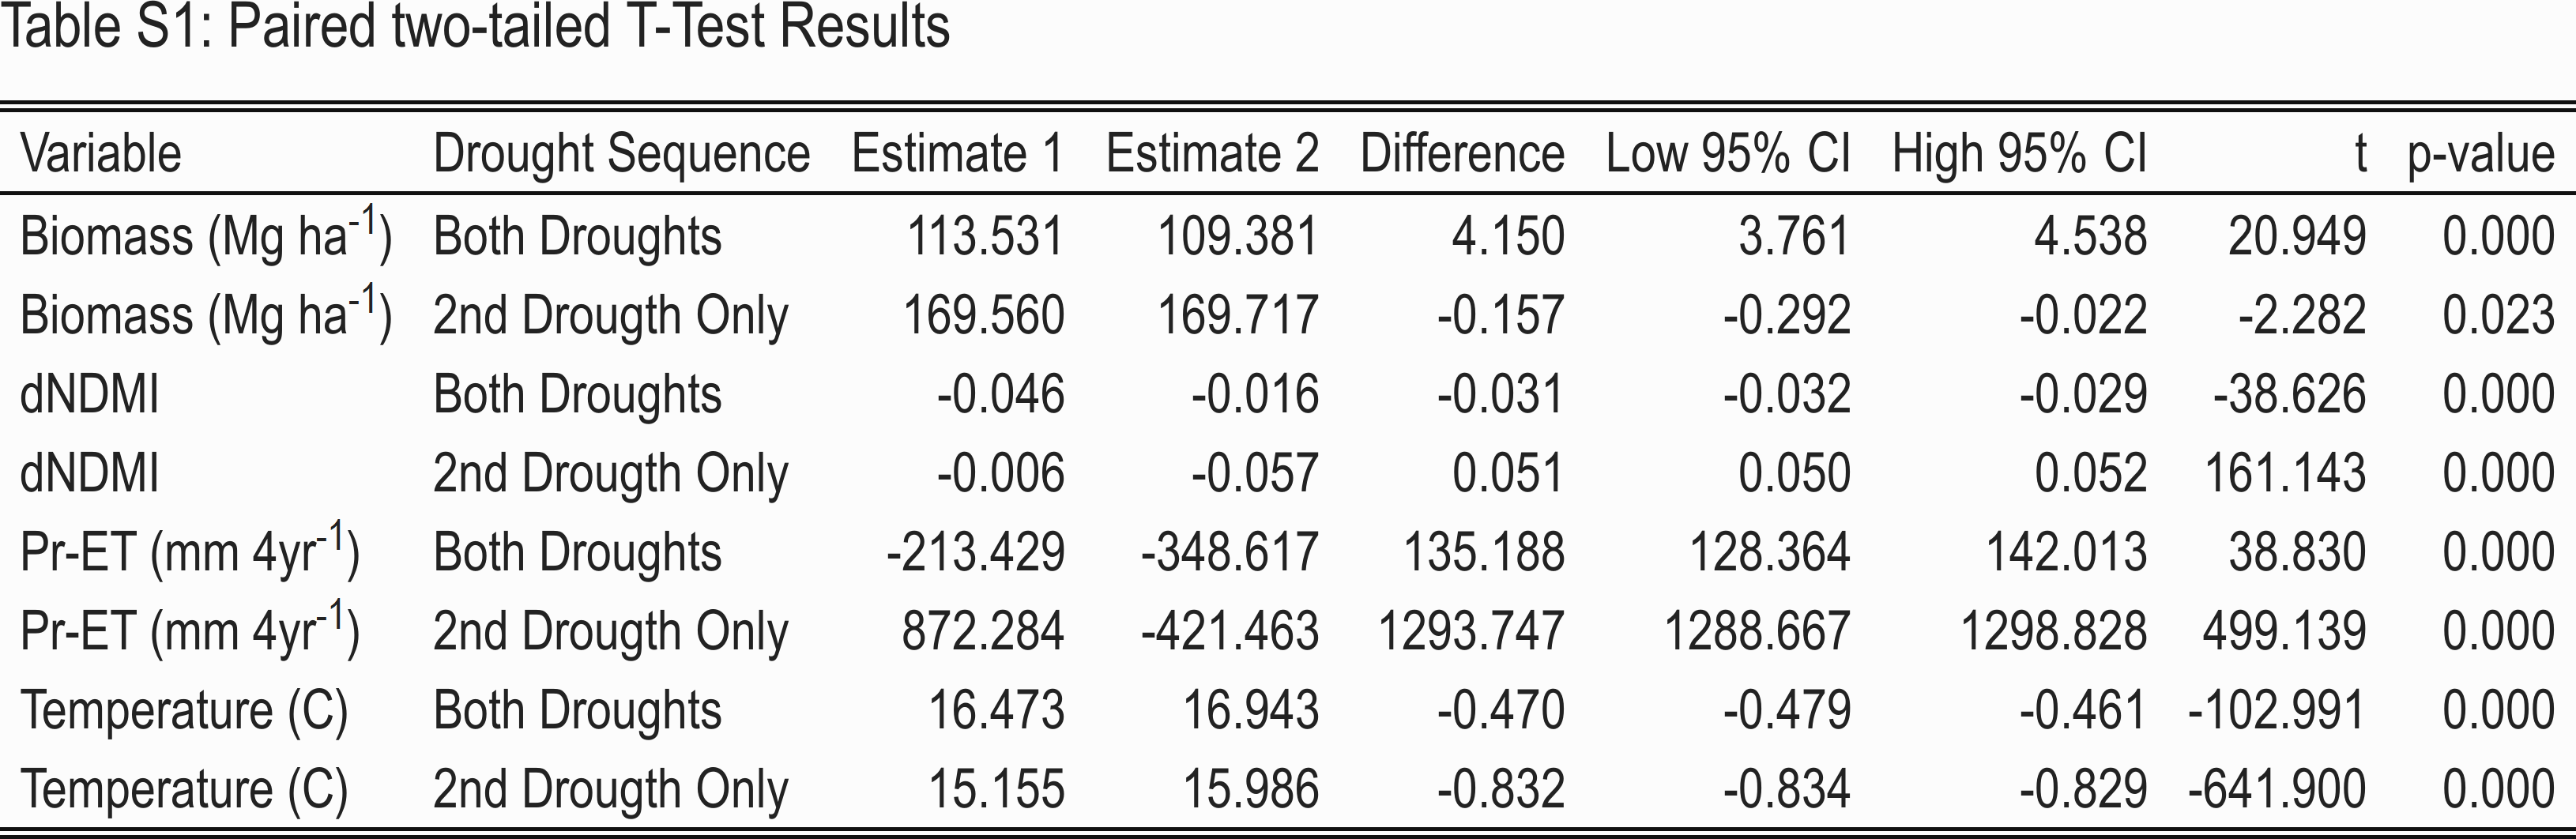 Table S1: Paired two-tailed T-Test Results
Variable Drought Sequence Estimate 1 Estimate 2 Difference Low 95% CI High 95% CI t p-value
Biomass (Mg ha⁻¹) Both Droughts 113.531 109.381 4.150 3.761 4.538 20.949 0.000
Biomass (Mg ha⁻¹) 2nd Drougth Only 169.560 169.717 -0.157 -0.292 -0.022 -2.282 0.023
dNDMI Both Droughts -0.046 -0.016 -0.031 -0.032 -0.029 -38.626 0.000
dNDMI 2nd Drougth Only -0.006 -0.057 0.051 0.050 0.052 161.143 0.000
Pr-ET (mm 4yr⁻¹) Both Droughts -213.429 -348.617 135.188 128.364 142.013 38.830 0.000
Pr-ET (mm 4yr⁻¹) 2nd Drougth Only 872.284 -421.463 1293.747 1288.667 1298.828 499.139 0.000
Temperature (C) Both Droughts 16.473 16.943 -0.470 -0.479 -0.461 -102.991 0.000
Temperature (C) 2nd Drougth Only 15.155 15.986 -0.832 -0.834 -0.829 -641.900 0.000